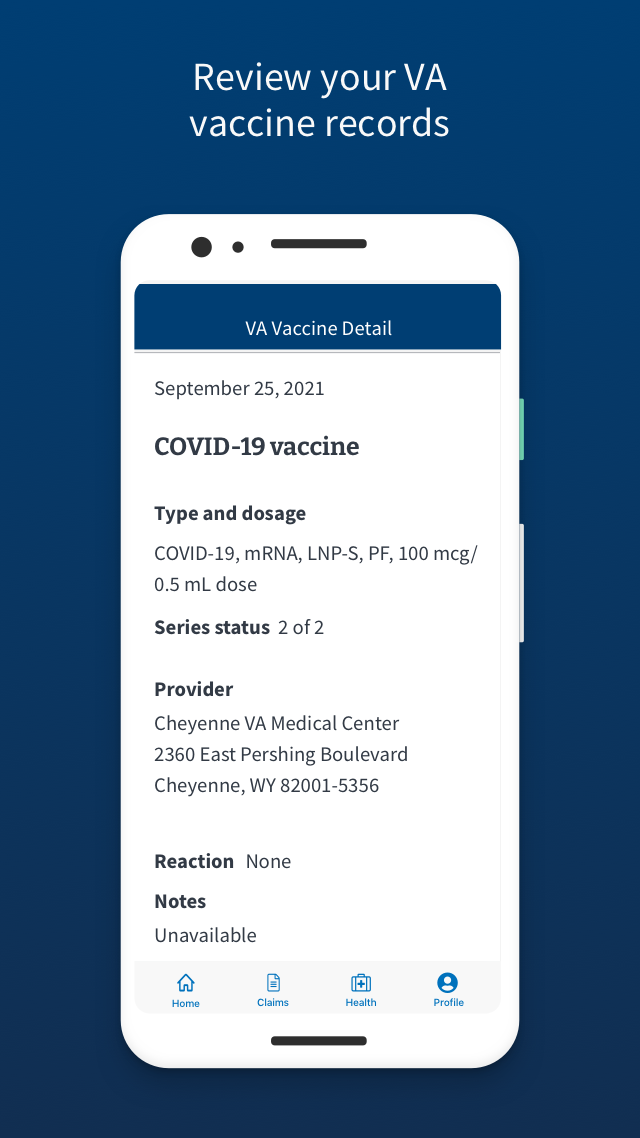 Review your VA
vaccine records
VA Vaccine Detail
September 25, 2021
COVID-19 vaccine
Type and dosage
COVID-19, mRNA, LNP-S, PF, 100 mcg/
0.5 mL dose
Series status 2 of 2
Provider
Cheyenne VA Medical Center
2360 East Pershing Boulevard
Cheyenne, WY 82001-5356
Reaction None
Notes
Unavailable
Home Claims Health Profile